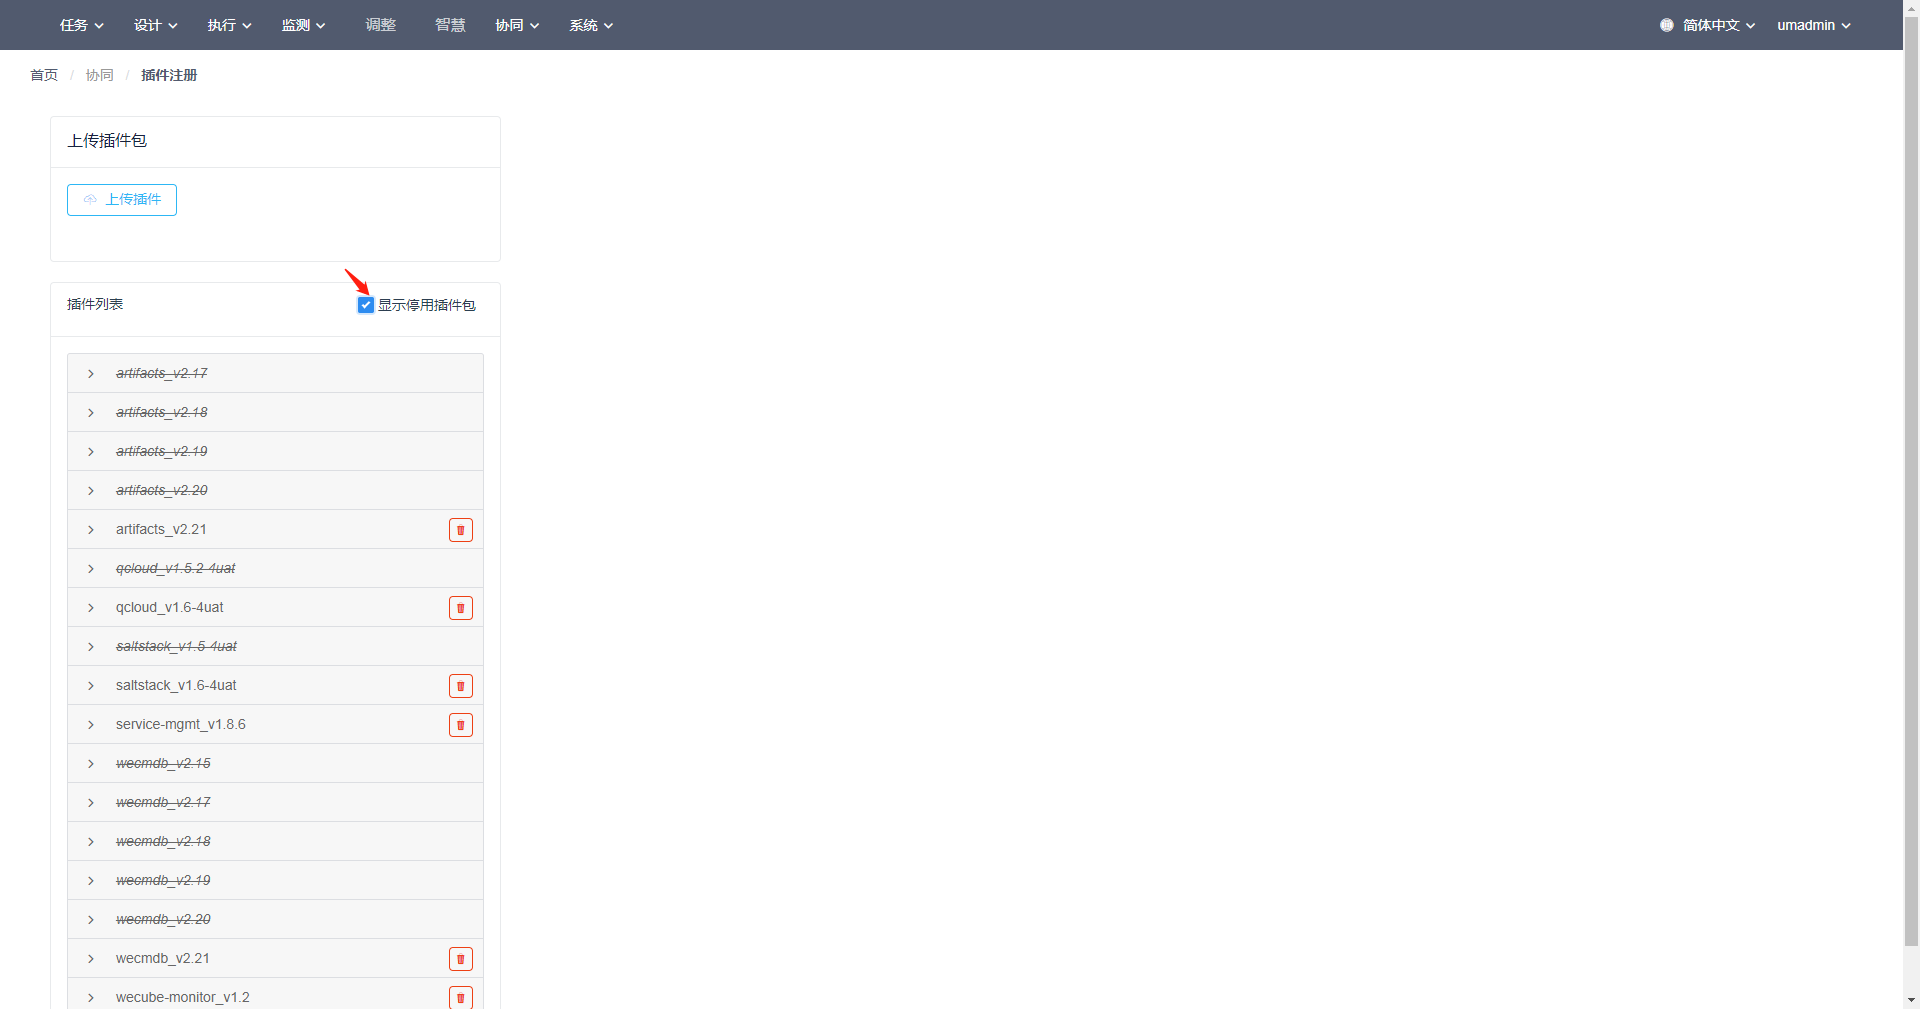 任务 设计 执行 监测 调整 智慧 协同 系统 简体中文 umadmin
首页 / 协同 / 插件注册
上传插件包
上传插件
插件列表 显示停用插件包
artifacts_v2.17
artifacts_v2.18
artifacts_v2.19
artifacts_v2.20
artifacts_v2.21
qcloud_v1.5.2-4uat
qcloud_v1.6-4uat
saltstack_v1.5-4uat
saltstack_v1.6-4uat
service-mgmt_v1.8.6
wecmdb_v2.15
wecmdb_v2.17
wecmdb_v2.18
wecmdb_v2.19
wecmdb_v2.20
wecmdb_v2.21
wecube-monitor_v1.2